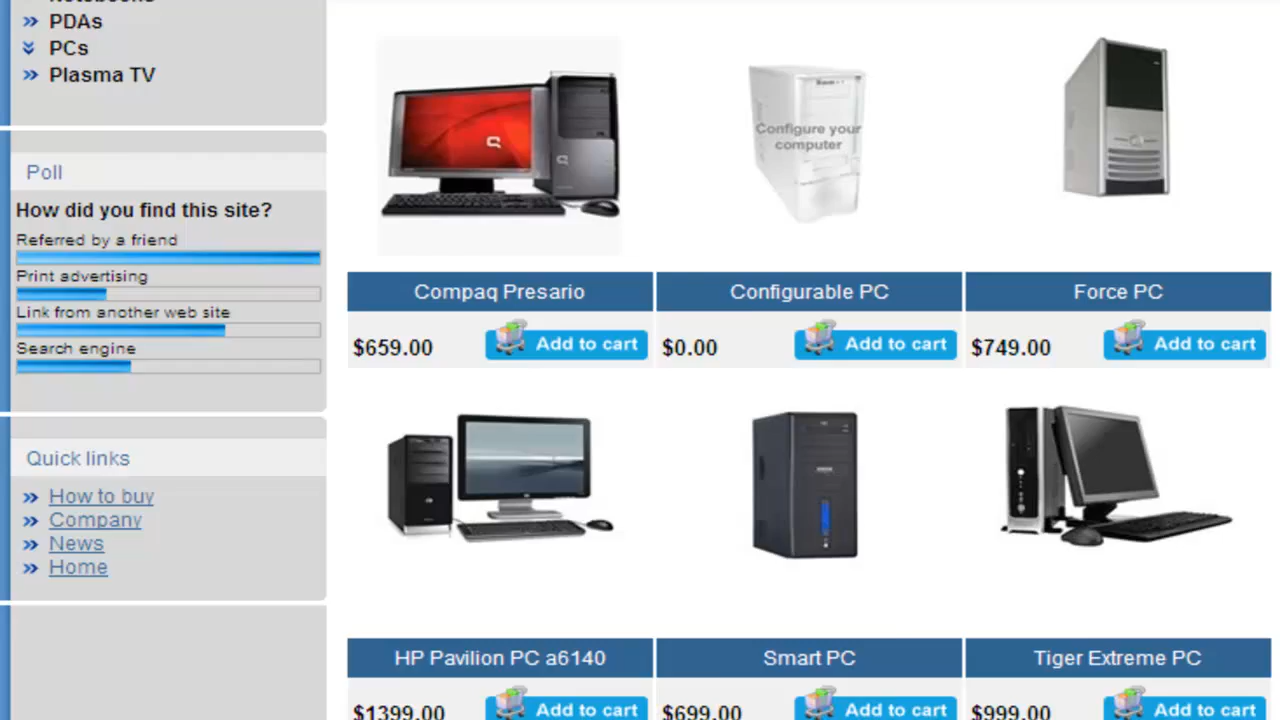 PDAs
PCs
Plasma TV
Poll
How did you find this site?
Referred by a friend
Print advertising
Link from another web site
Search engine
Quick links
How to buy
Company
News
Home
Configure your
computer
Compaq Presario
Configurable PC
Force PC
$659.00
Add to cart
$0.00
Add to cart
$749.00
Add to cart
HP Pavilion PC a6140
Smart PC
Tiger Extreme PC
$1399.00
Add to cart
$699.00
Add to cart
$999.00
Add to cart